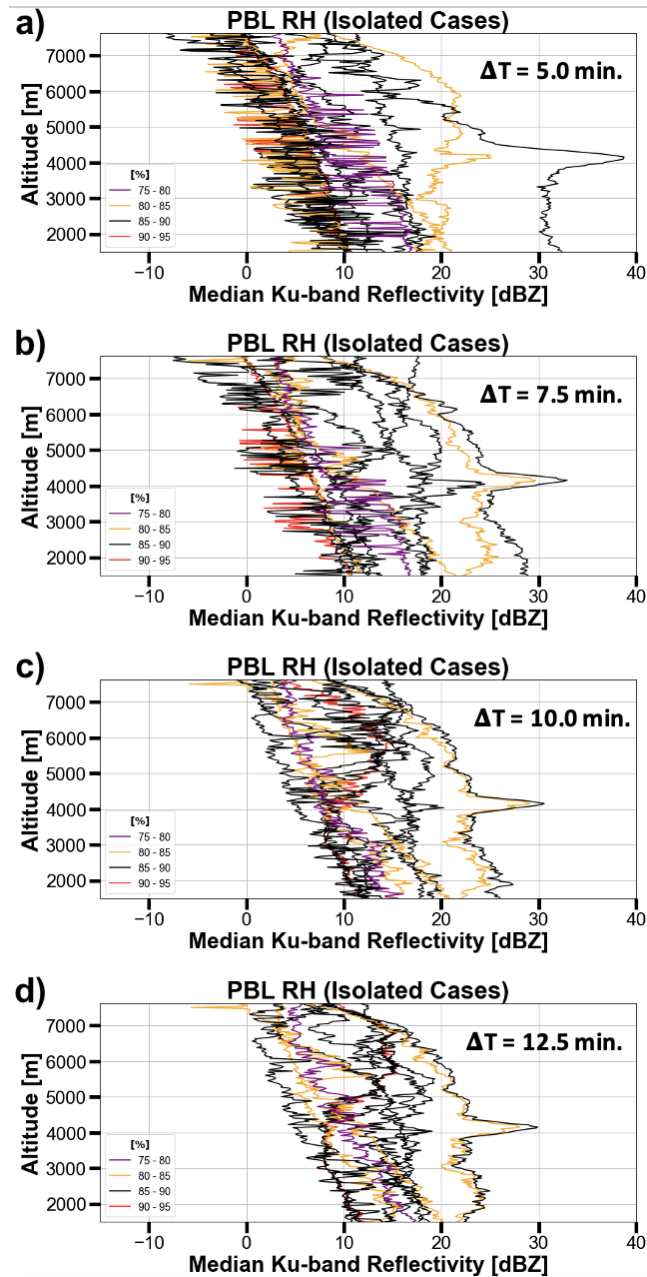 a)
PBL RH (Isolated Cases)
ΔT = 5.0 min.
Altitude [m]
7000
6000
5000
4000
3000
2000
[%]
75 - 80
80 - 85
85 - 90
90 - 95
−10 0 10 20 30 40
Median Ku-band Reflectivity [dBZ]
b)
PBL RH (Isolated Cases)
ΔT = 7.5 min.
Altitude [m]
7000
6000
5000
4000
3000
2000
[%]
75 - 80
80 - 85
85 - 90
90 - 95
−10 0 10 20 30 40
Median Ku-band Reflectivity [dBZ]
c)
PBL RH (Isolated Cases)
ΔT = 10.0 min.
Altitude [m]
7000
6000
5000
4000
3000
2000
[%]
75 - 80
80 - 85
85 - 90
90 - 95
−10 0 10 20 30 40
Median Ku-band Reflectivity [dBZ]
d)
PBL RH (Isolated Cases)
ΔT = 12.5 min.
Altitude [m]
7000
6000
5000
4000
3000
2000
[%]
75 - 80
80 - 85
85 - 90
90 - 95
−10 0 10 20 30 40
Median Ku-band Reflectivity [dBZ]